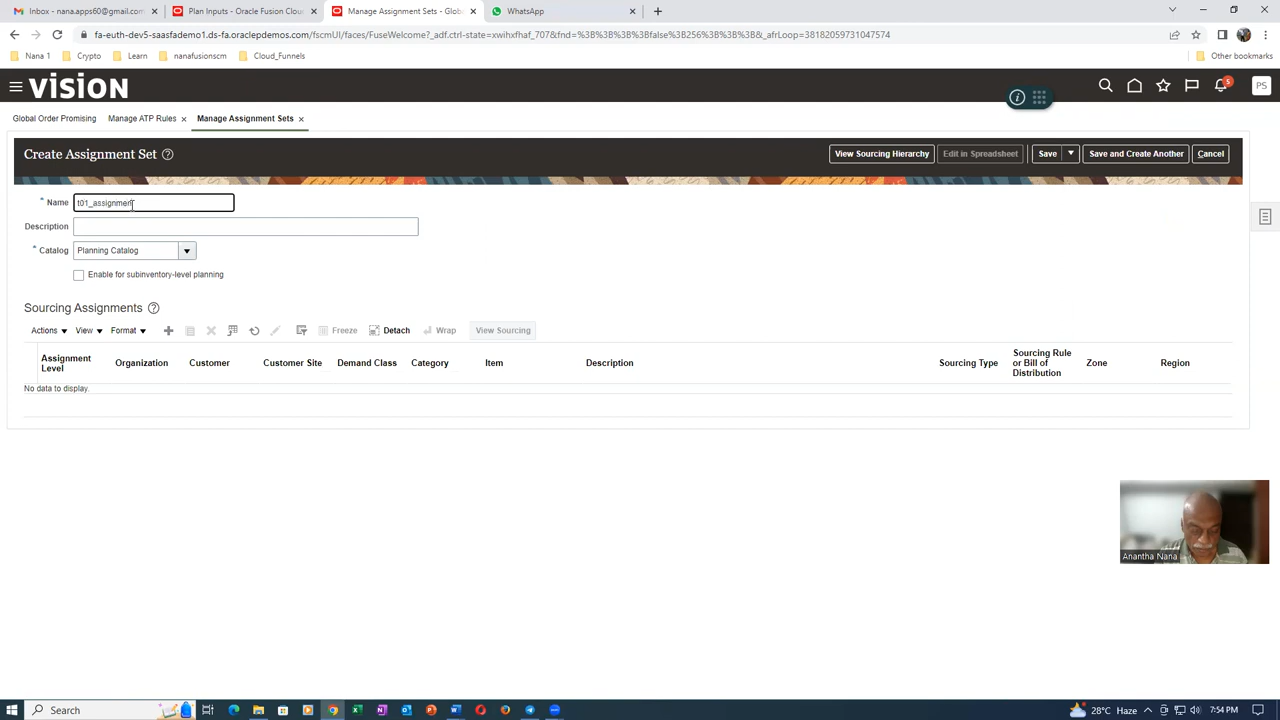 Inbox - nana.apps60@gmail.com
Plan Inputs - Oracle Fusion Clou
Manage Assignment Sets - Globa
WhatsApp
fa-euth-dev5-saasfademo1.ds-fa.oraclepdemos.com/fscmUI/faces/FuseWelcome?_adf.ctrl-state=xwihxfhaf_707&fnd=%3B%3B%3B%3Bfalse%3B256%3B%3B%3B&_afrLoop=38182059731047574
Nana 1
Crypto
Learn
nanafusionscm
Cloud_Funnels
Other bookmarks
VISION
5
PS
Global Order Promising
Manage ATP Rules
Manage Assignment Sets
Create Assignment Set
View Sourcing Hierarchy
Edit in Spreadsheet
Save
Save and Create Another
Cancel
* Name t01_assignment
Description
* Catalog Planning Catalog
Enable for subinventory-level planning
Sourcing Assignments
Actions
View
Format
Freeze
Detach
Wrap
View Sourcing
Assignment Level
Organization
Customer
Customer Site
Demand Class
Category
Item
Description
Sourcing Type
Sourcing Rule or Bill of Distribution
Zone
Region
No data to display.
Anantha Nana
Search
28°C Haze
7:54 PM